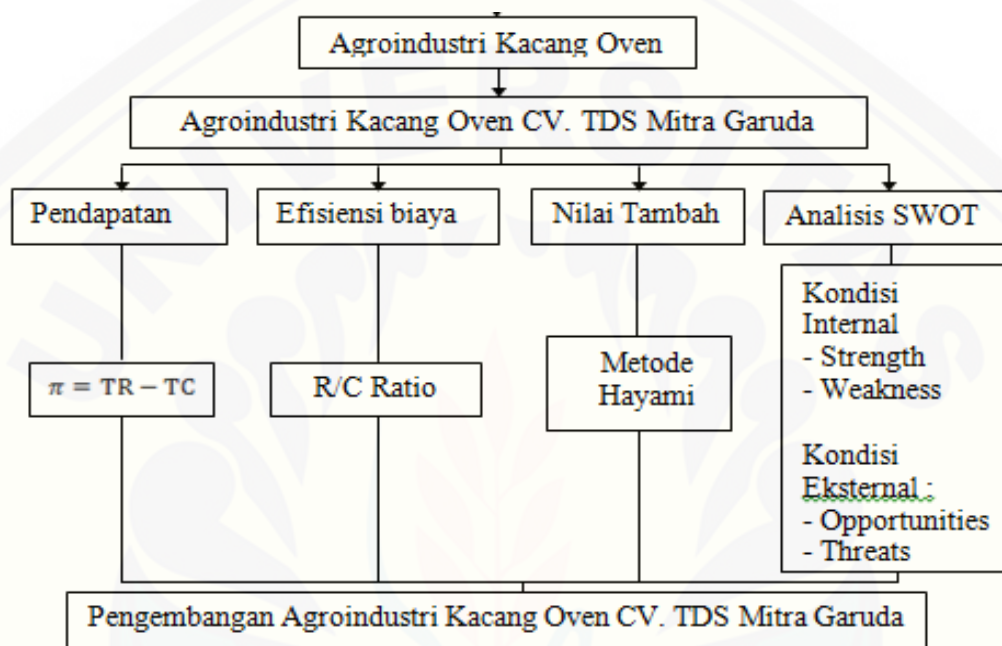 Agroindustri Kacang Oven
Agroindustri Kacang Oven CV. TDS Mitra Garuda
Pendapatan
Efisiensi biaya
Nilai Tambah
Analisis SWOT
π = TR − TC
R/C Ratio
Metode
Hayami
Kondisi
Internal
- Strength
- Weakness
Kondisi
Eksternal :
- Opportunities
- Threats
Pengembangan Agroindustri Kacang Oven CV. TDS Mitra Garuda
UNIVERSITAS